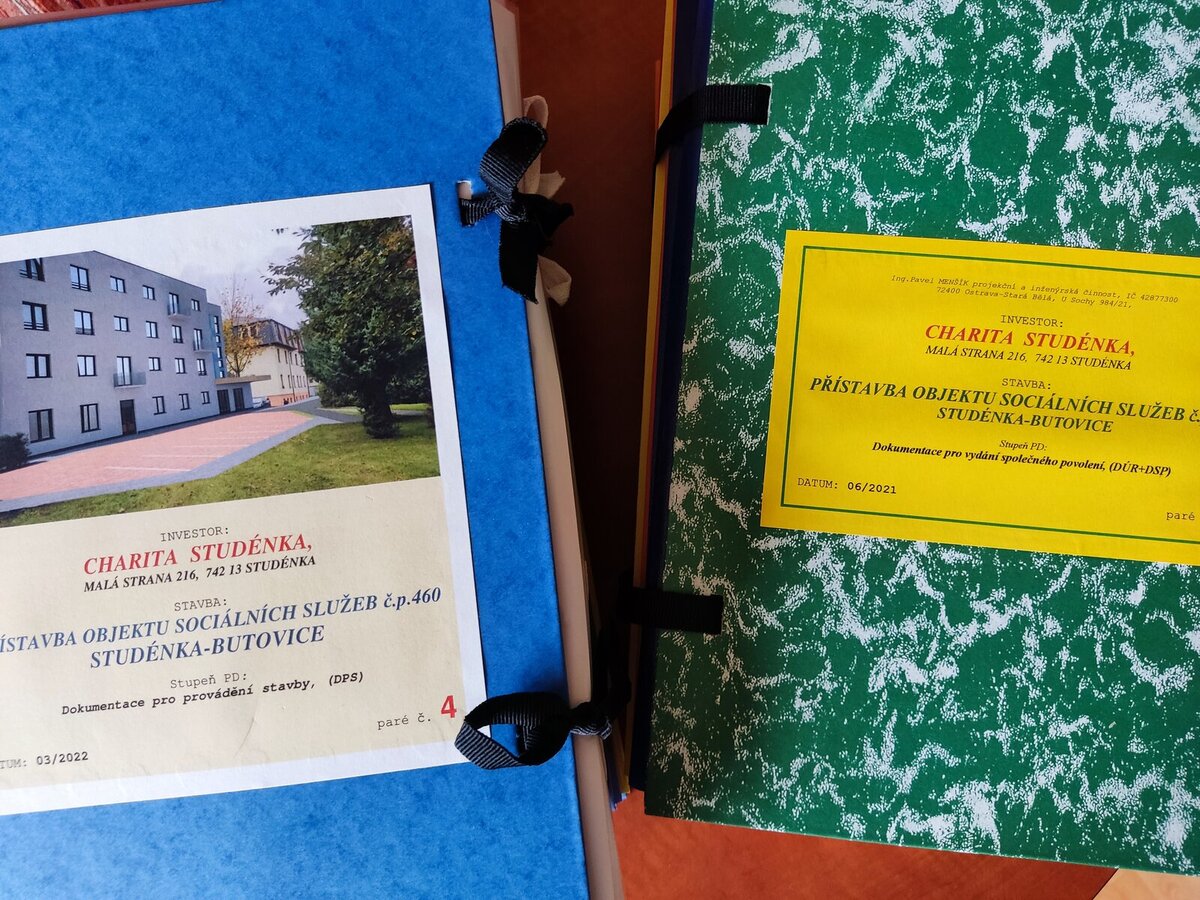 INVESTOR:
CHARITA STUDÉNKA,
MALÁ STRANA 216, 742 13 STUDÉNKA
STAVBA:
ÍSTAVBA OBJEKTU SOCIÁLNÍCH SLUŽEB č.p.460
STUDÉNKA-BUTOVICE
Stupeň PD:
Dokumentace pro provádění stavby, (DPS)
paré č. 4
TUM: 03/2022
Ing.Pavel MENŠÍK projekční a inženýrská činnost, IČ 42877300
72400 Ostrava-Stará Bělá, U Sochy 984/21,
INVESTOR:
CHARITA STUDÉNKA,
MALÁ STRANA 216, 742 13 STUDÉNKA
STAVBA:
PŘÍSTAVBA OBJEKTU SOCIÁLNÍCH SLUŽEB č.
STUDÉNKA-BUTOVICE
Stupeň PD:
Dokumentace pro vydání společného povolení, (DÚR+DSP)
DATUM: 06/2021
paré